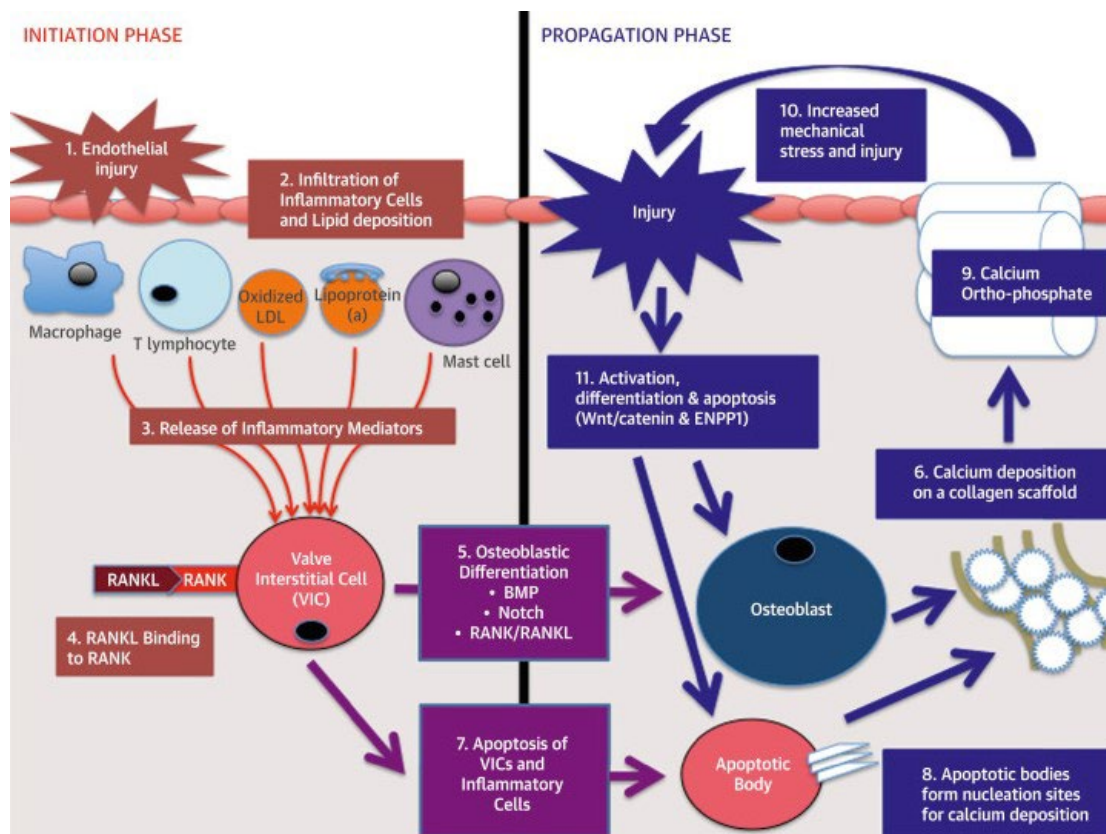 INITIATION PHASE
PROPAGATION PHASE
1. Endothelial
injury
2. Infiltration of
Inflammatory Cells
and Lipid deposition
Macrophage
T lymphocyte
Oxidized
LDL
Lipoprotein
(a)
Mast cell
3. Release of Inflammatory Mediators
RANKL
RANK
Valve
Interstitial Cell
(VIC)
4. RANKL Binding
to RANK
5. Osteoblastic
Differentiation
• BMP
• Notch
• RANK/RANKL
7. Apoptosis of
VICs and
Inflammatory
Cells
10. Increased
mechanical
stress and injury
Injury
9. Calcium
Ortho-phosphate
11. Activation,
differentiation & apoptosis
(Wnt/catenin & ENPP1)
6. Calcium deposition
on a collagen scaffold
Osteoblast
Apoptotic
Body
8. Apoptotic bodies
form nucleation sites
for calcium deposition